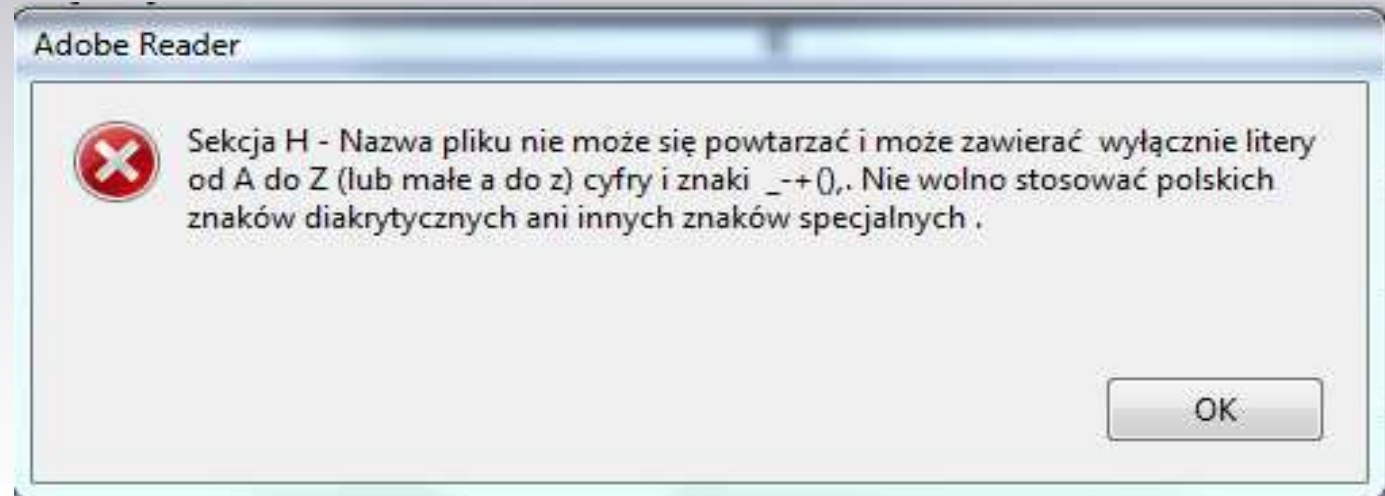 Adobe Reader
Sekcja H - Nazwa pliku nie może się powtarzać i może zawierać  wyłącznie litery
od A do Z (lub małe a do z) cyfry i znaki  _-+(),. Nie wolno stosować polskich
znaków diakrytycznych ani innych znaków specjalnych .
OK